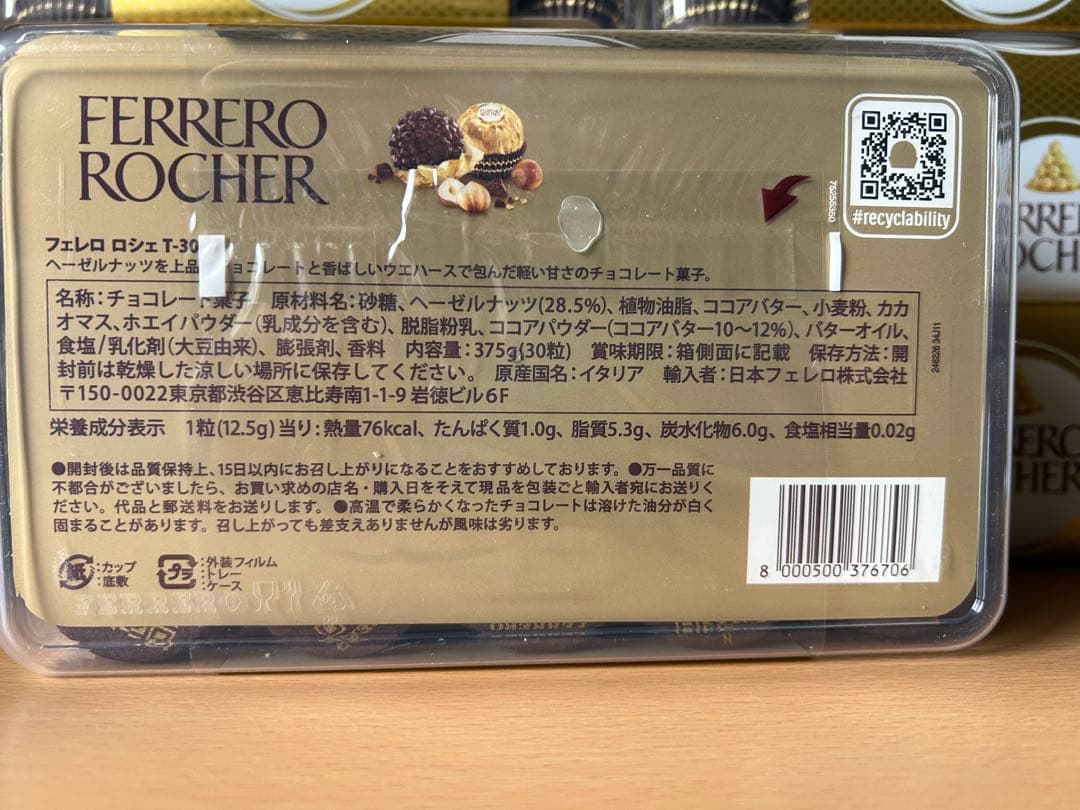 FERRERO
ROCHER
75255350
#recyclability
フェレロ ロシェ T-30
ヘーゼルナッツを上品 チョコレートと香ばしいウエハースで包んだ軽い甘さのチョコレート菓子。
名称：チョコレート菓子 原材料名：砂糖、ヘーゼルナッツ(28.5%)、植物油脂、ココアバター、小麦粉、カカ
オマス、ホエイパウダー(乳成分を含む)、脱脂粉乳、ココアパウダー(ココアバター10～12%)、バターオイル、
食塩/乳化剤(大豆由来)、膨張剤、香料 内容量：375g(30粒) 賞味期限：箱側面に記載 保存方法：開
封前は乾燥した涼しい場所に保存してください。 原産国名：イタリア 輸入者：日本フェレロ株式会社
〒150-0022東京都渋谷区恵比寿南1-1-9 岩徳ビル6F
246226 34J11
栄養成分表示 1粒(12.5g)当り：熱量76kcal、たんぱく質1.0g、脂質5.3g、炭水化物6.0g、食塩相当量0.02g
●開封後は品質保持上、15日以内にお召し上がりになることをおすすめしております。●万一品質に
不都合がございましたら、お買い求めの店名・購入日をそえて現品を包装ごと輸入者宛にお送りく
ださい。代品と郵送料をお送りします。●高温で柔らかくなったチョコレートは溶けた油分が白く
固まることがあります。召し上がっても差支えありませんが風味は劣ります。
紙：カップ
：底敷
プラ：外装フィルム
：トレー
：ケース
8 000500 376706
FERRERO
RRER
OCH
RERO
HER